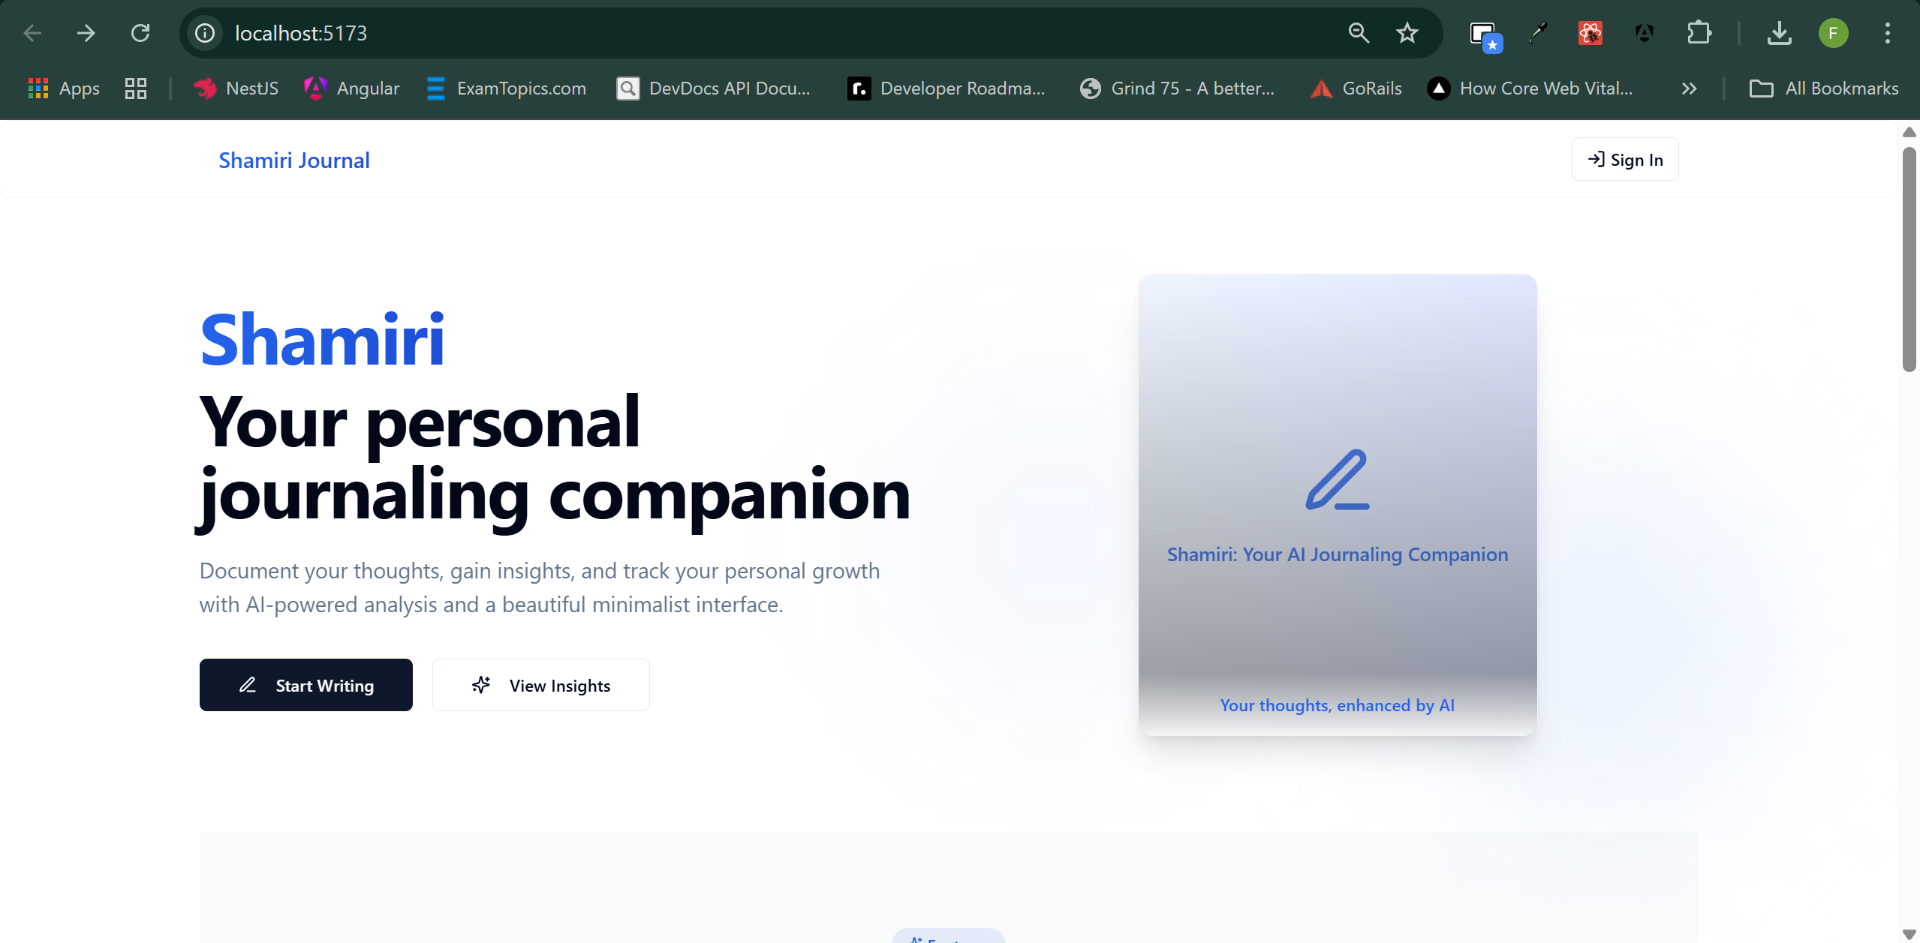 localhost:5173
Apps
NestJS
Angular
ExamTopics.com
DevDocs API Docu...
Developer Roadma...
Grind 75 - A better...
GoRails
How Core Web Vital...
All Bookmarks
F
Shamiri Journal
Sign In
Shamiri
Your personal
journaling companion
Document your thoughts, gain insights, and track your personal growth
with AI-powered analysis and a beautiful minimalist interface.
Start Writing
View Insights
Shamiri: Your AI Journaling Companion
Your thoughts, enhanced by AI